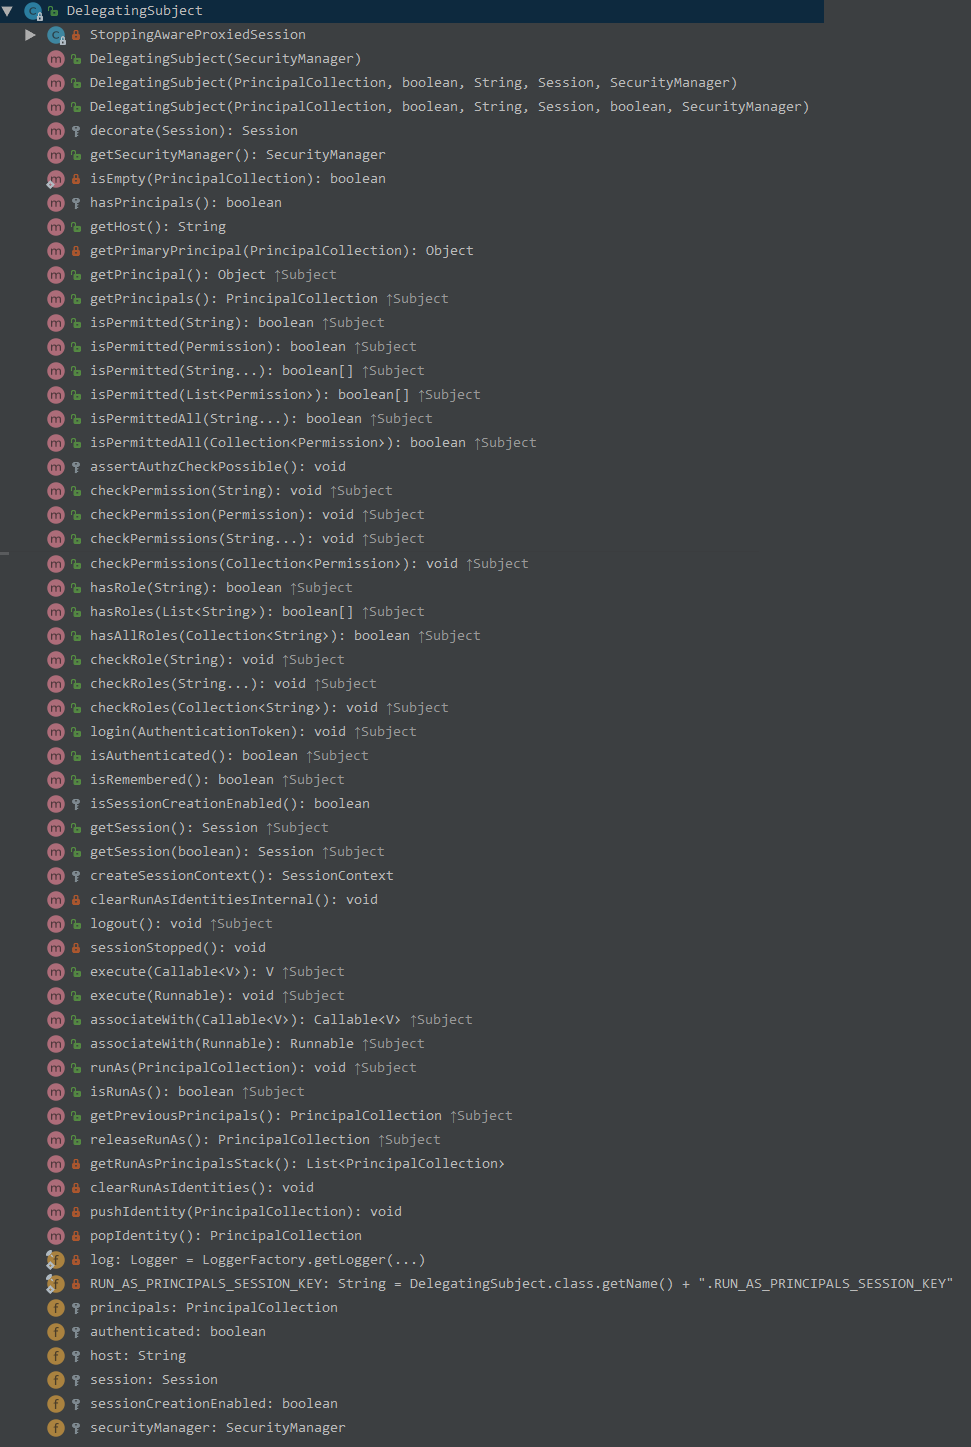 DelegatingSubject
StoppingAwareProxiedSession
DelegatingSubject(SecurityManager)
DelegatingSubject(PrincipalCollection, boolean, String, Session, SecurityManager)
DelegatingSubject(PrincipalCollection, boolean, String, Session, boolean, SecurityManager)
decorate(Session): Session
getSecurityManager(): SecurityManager
isEmpty(PrincipalCollection): boolean
hasPrincipals(): boolean
getHost(): String
getPrimaryPrincipal(PrincipalCollection): Object
getPrincipal(): Object ↑Subject
getPrincipals(): PrincipalCollection ↑Subject
isPermitted(String): boolean ↑Subject
isPermitted(Permission): boolean ↑Subject
isPermitted(String...): boolean[] ↑Subject
isPermitted(List<Permission>): boolean[] ↑Subject
isPermittedAll(String...): boolean ↑Subject
isPermittedAll(Collection<Permission>): boolean ↑Subject
assertAuthzCheckPossible(): void
checkPermission(String): void ↑Subject
checkPermission(Permission): void ↑Subject
checkPermissions(String...): void ↑Subject
checkPermissions(Collection<Permission>): void ↑Subject
hasRole(String): boolean ↑Subject
hasRoles(List<String>): boolean[] ↑Subject
hasAllRoles(Collection<String>): boolean ↑Subject
checkRole(String): void ↑Subject
checkRoles(String...): void ↑Subject
checkRoles(Collection<String>): void ↑Subject
login(AuthenticationToken): void ↑Subject
isAuthenticated(): boolean ↑Subject
isRemembered(): boolean ↑Subject
isSessionCreationEnabled(): boolean
getSession(): Session ↑Subject
getSession(boolean): Session ↑Subject
createSessionContext(): SessionContext
clearRunAsIdentitiesInternal(): void
logout(): void ↑Subject
sessionStopped(): void
execute(Callable<V>): V ↑Subject
execute(Runnable): void ↑Subject
associateWith(Callable<V>): Callable<V> ↑Subject
associateWith(Runnable): Runnable ↑Subject
runAs(PrincipalCollection): void ↑Subject
isRunAs(): boolean ↑Subject
getPreviousPrincipals(): PrincipalCollection ↑Subject
releaseRunAs(): PrincipalCollection ↑Subject
getRunAsPrincipalsStack(): List<PrincipalCollection>
clearRunAsIdentities(): void
pushIdentity(PrincipalCollection): void
popIdentity(): PrincipalCollection
log: Logger = LoggerFactory.getLogger(...)
RUN_AS_PRINCIPALS_SESSION_KEY: String = DelegatingSubject.class.getName() + ".RUN_AS_PRINCIPALS_SESSION_KEY"
principals: PrincipalCollection
authenticated: boolean
host: String
session: Session
sessionCreationEnabled: boolean
securityManager: SecurityManager